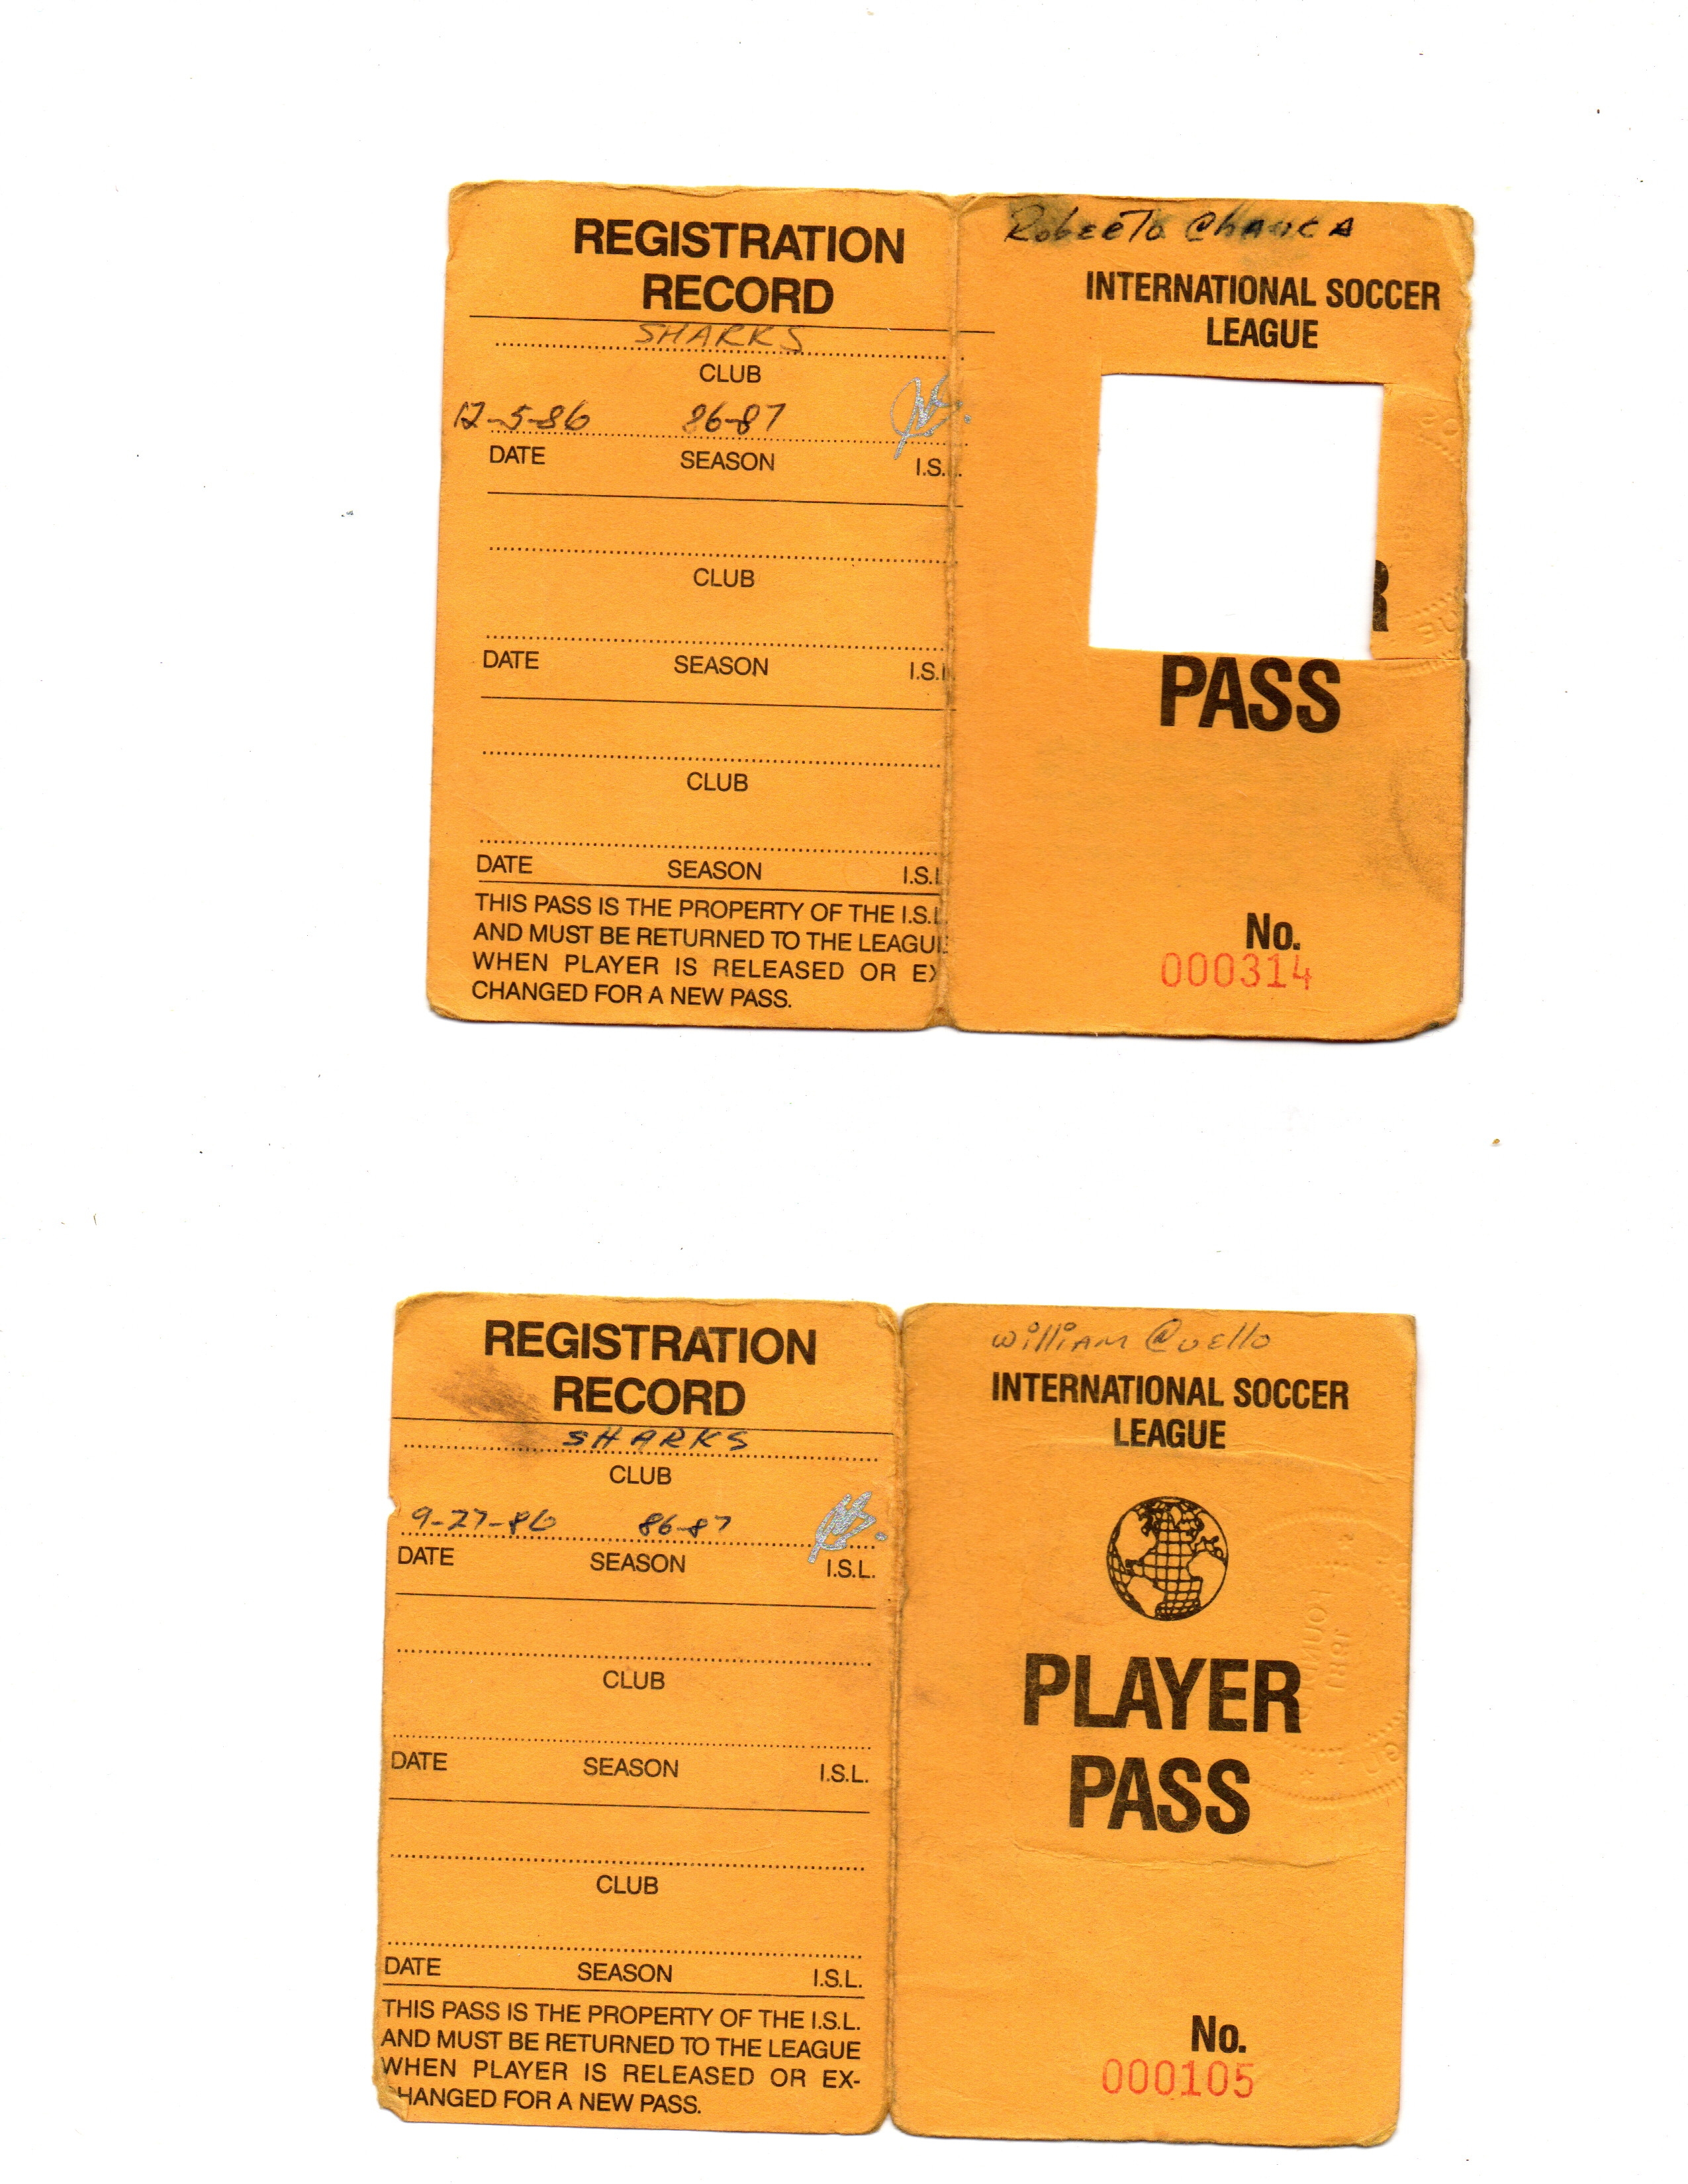 REGISTRATION
RECORD
SHARKS
CLUB
12-5-86 86-87
DATE SEASON I.S.
CLUB
DATE SEASON I.S.
CLUB
DATE SEASON I.S.
THIS PASS IS THE PROPERTY OF THE I.S.L.
AND MUST BE RETURNED TO THE LEAGUE
WHEN PLAYER IS RELEASED OR EX
CHANGED FOR A NEW PASS.
Roberto
INTERNATIONAL SOCCER
LEAGUE
R
PASS
No.
000314
REGISTRATION
RECORD
SHARKS
CLUB
9-27-86 86-87
DATE SEASON I.S.L.
CLUB
DATE SEASON I.S.L.
CLUB
DATE SEASON I.S.L.
THIS PASS IS THE PROPERTY OF THE I.S.L.
AND MUST BE RETURNED TO THE LEAGUE
WHEN PLAYER IS RELEASED OR EX-
HANGED FOR A NEW PASS.
William Cuello
INTERNATIONAL SOCCER
LEAGUE
PLAYER
PASS
No.
000105